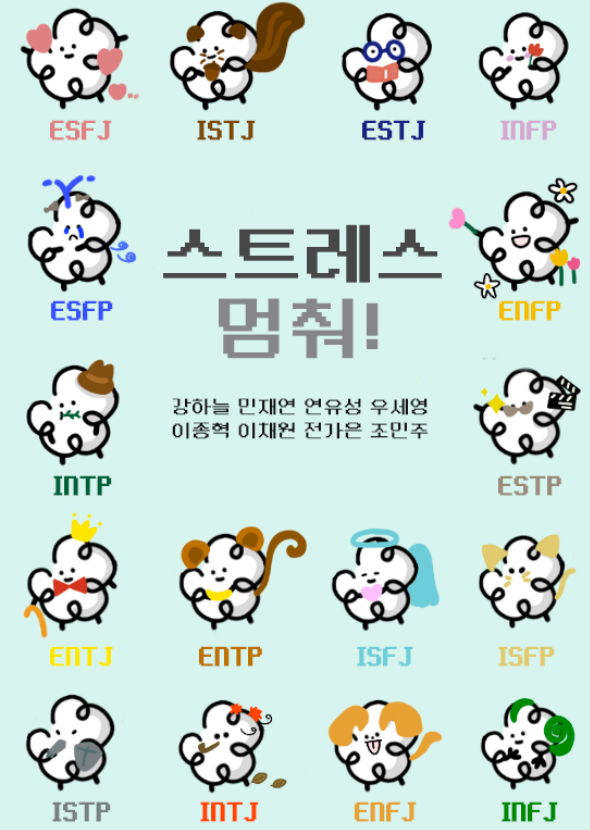 ESFJ ISTJ ESTJ INFP
ESFP
스트레스
멈춰!
ENFP
강하늘 민재연 연유성 우세영
이종혁 이채원 전가은 조민주
INTP
ESTP
ENTJ ENTP ISFJ ISFP
ISTP INTJ ENFJ INFJ